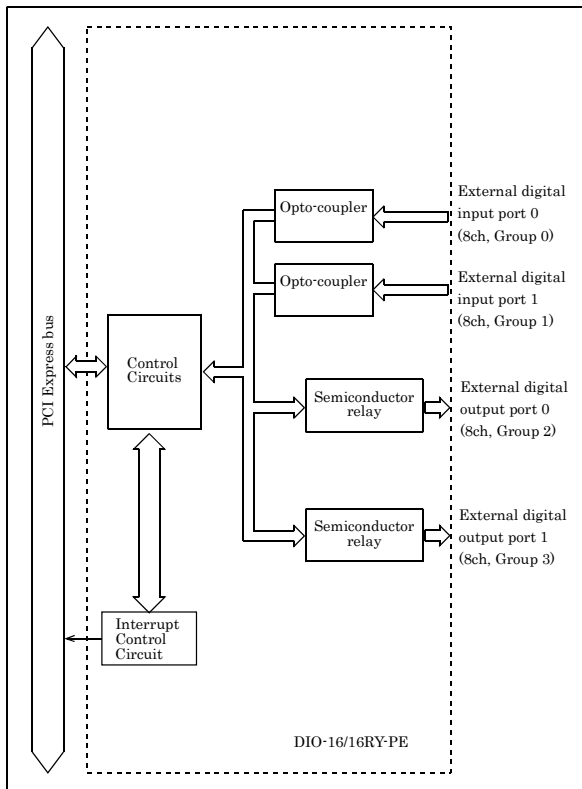 PCI Express bus
Control
Circuits
Interrupt
Control
Circuit
Opto-coupler
External digital
input port 0
(8ch, Group 0)
Opto-coupler
External digital
input port 1
(8ch, Group 1)
Semiconductor
relay
External digital
output port 0
(8ch, Group 2)
Semiconductor
relay
External digital
output port 1
(8ch, Group 3)
DIO-16/16RY-PE